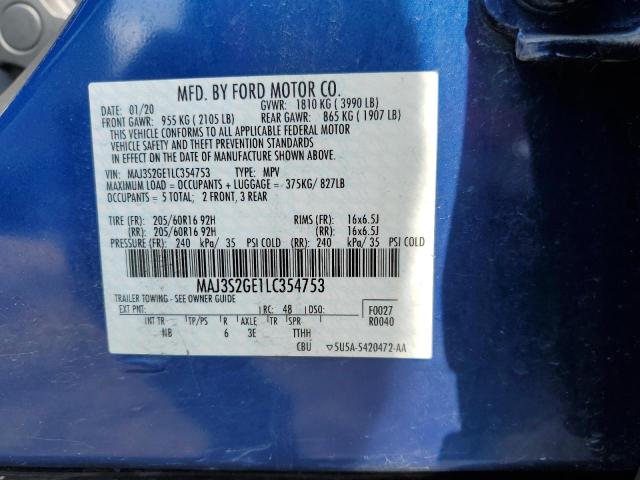 MFD. BY FORD MOTOR CO.
DATE: 01/20 GVWR: 1810 KG ( 3990 LB)
FRONT GAWR: 955 KG ( 2105 LB) REAR GAWR: 865 KG ( 1907 LB)
THIS VEHICLE CONFORMS TO ALL APPLICABLE FEDERAL MOTOR
VEHICLE SAFETY AND THEFT PREVENTION STANDARDS IN
EFFECT ON THE DATE OF MANUFACTURE SHOWN ABOVE.
VIN: MAJ3S2GE1LC354753 TYPE: MPV
MAXIMUM LOAD = OCCUPANTS + LUGGAGE = 375KG/ 827LB
OCCUPANTS = 5 TOTAL; 2 FRONT, 3 REAR
TIRE (FR): 205/60R16 92H RIMS (FR): 16x6.5J
(RR): 205/60R16 92H (RR): 16x6.5J
PRESSURE (FR): 240 kPa/ 35 PSI COLD (RR): 240 kPa/ 35 PSI COLD
MAJ3S2GE1LC354753
TRAILER TOWING - SEE OWNER GUIDE
EXT PNT: RC: 48 DSO: F0027
R0040
INT TR TP/PS R AXLE TR SPR
NB 6 3E TTHH
CBU ▽5U5A-5420472-AA